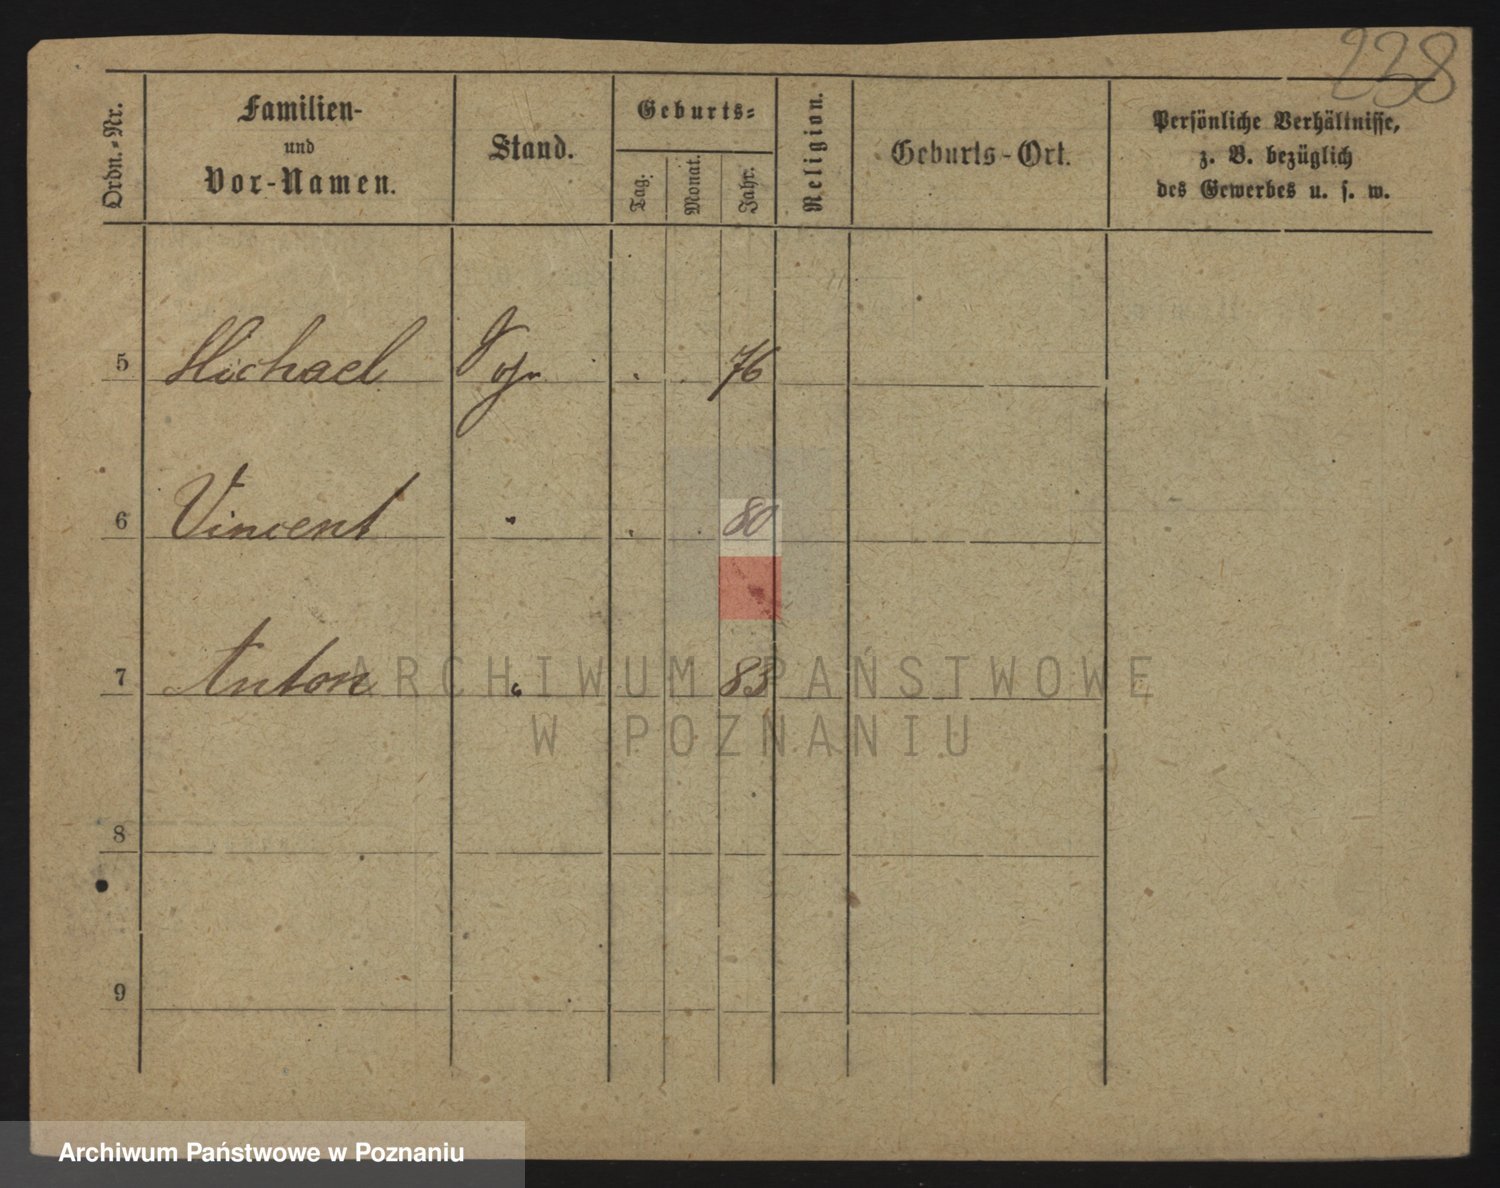 238
Ordn.-Nr.
Familien-
und
Vor-Namen.
Stand.
Geburts-
Tag.
Monat.
Jahr.
Religion.
Geburts-Ort.
Persönliche Verhältnisse,
z. B. bezüglich
des Gewerbes u. s. w.
5 Michael 76
6 Vincent " . . 80
7 Anton " 83
8
9
ARCHIWUM PAŃSTWOWE
W POZNANIU
Archiwum Państwowe w Poznaniu